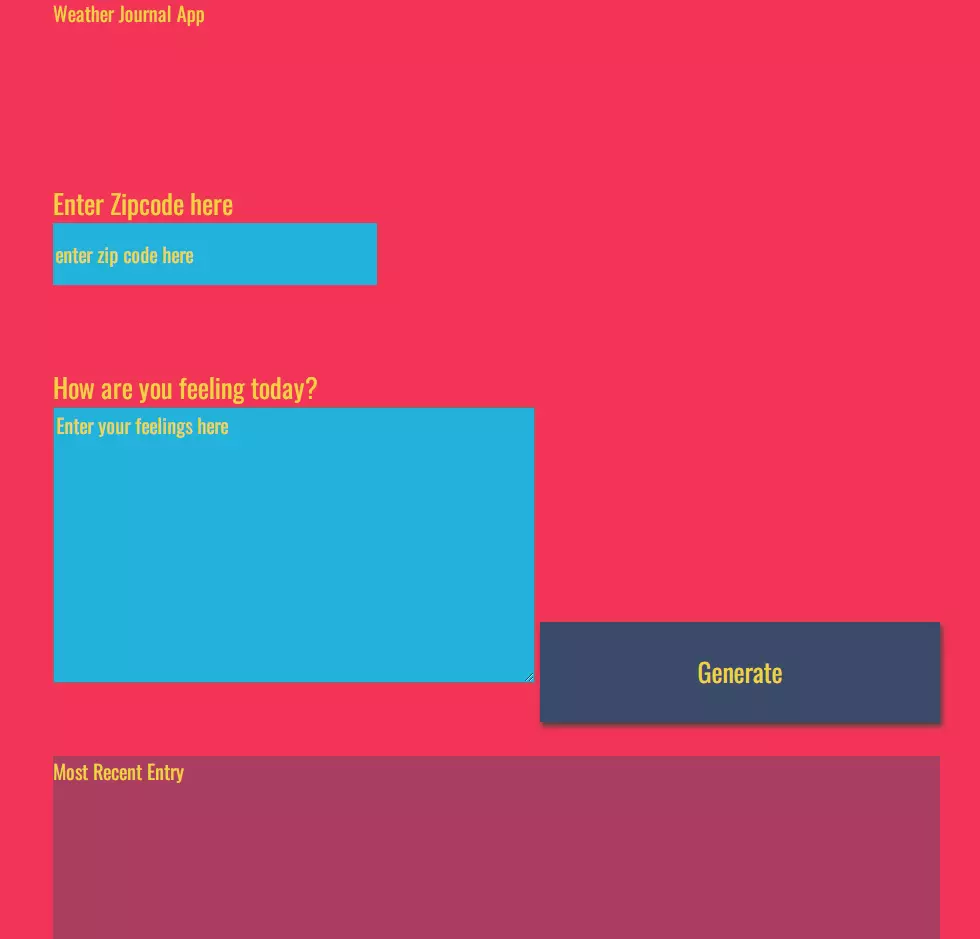 Weather Journal App
Enter Zipcode here
enter zip code here
How are you feeling today?
Enter your feelings here
Generate
Most Recent Entry